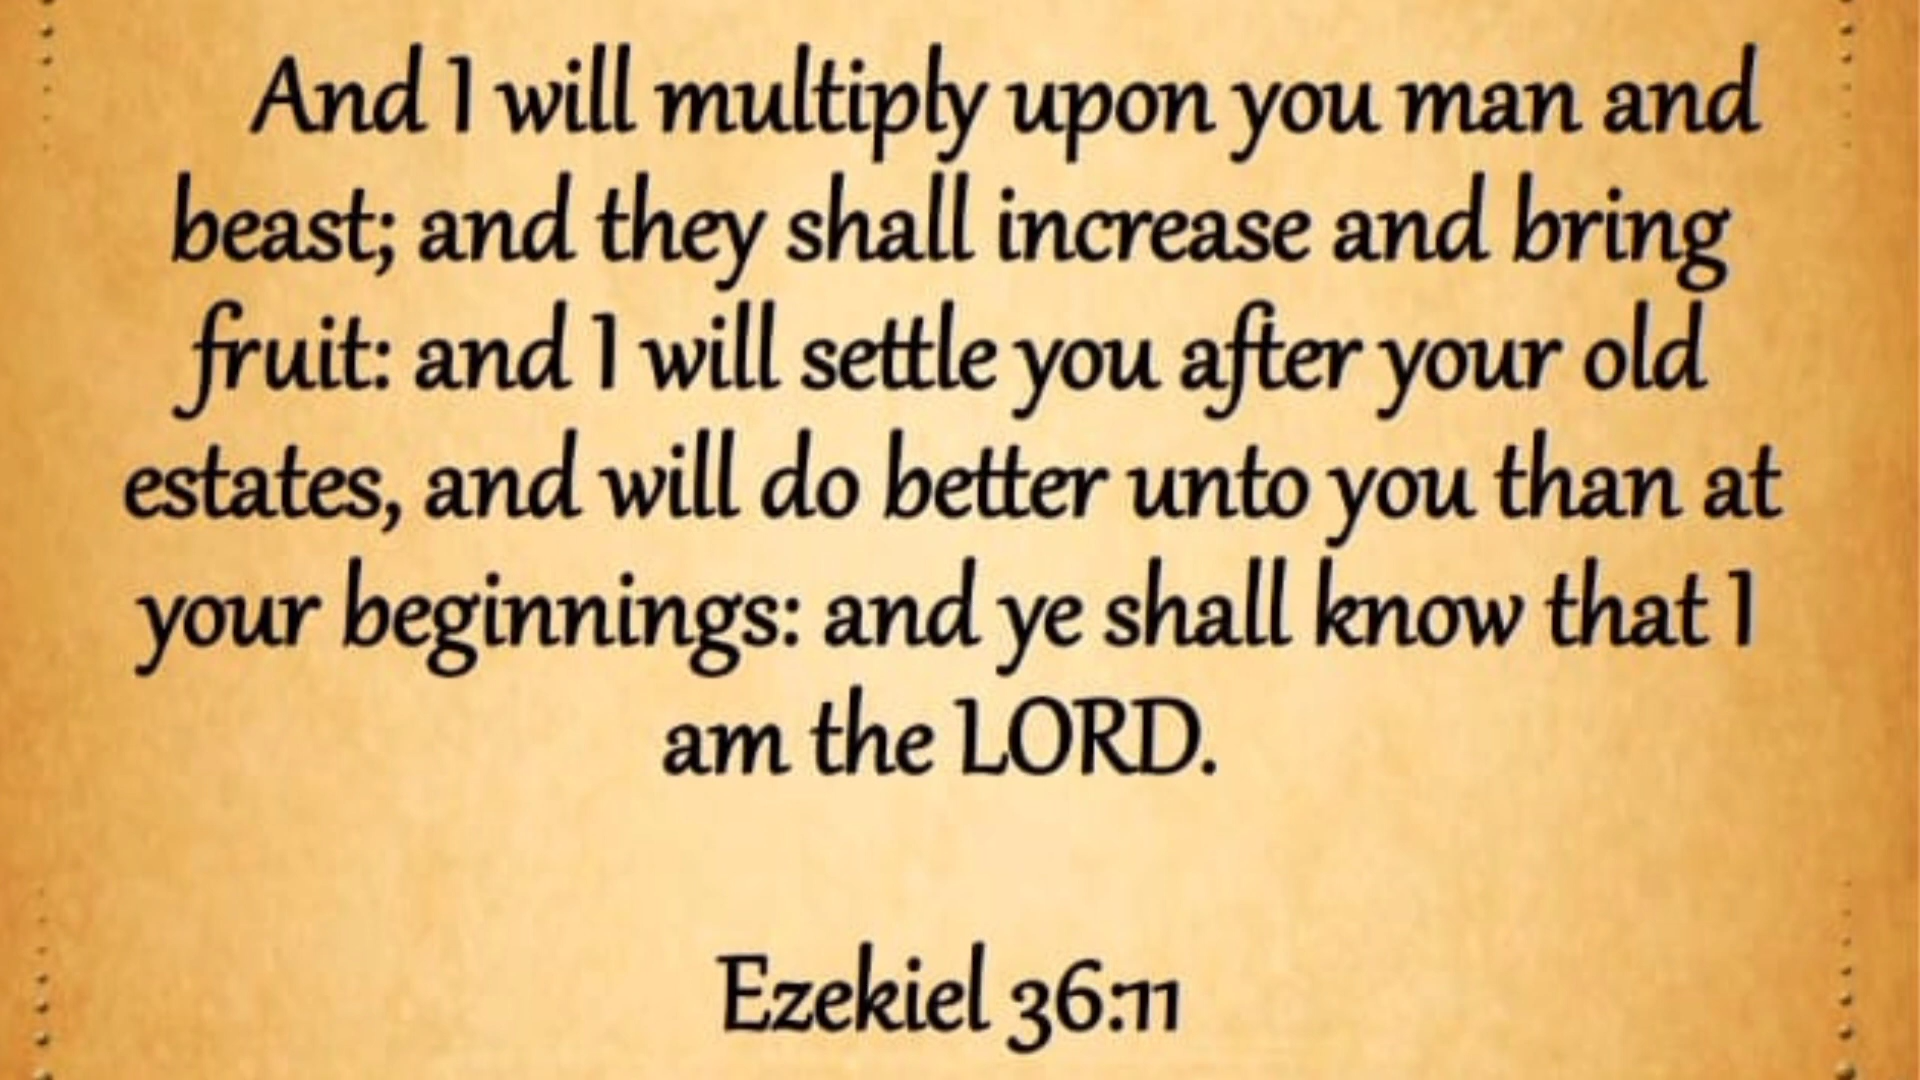 And I will multiply upon you man and
beast; and they shall increase and bring
fruit: and I will settle you after your old
estates, and will do better unto you than at
your beginnings: and ye shall know that I
am the LORD.
Ezekiel 36:11